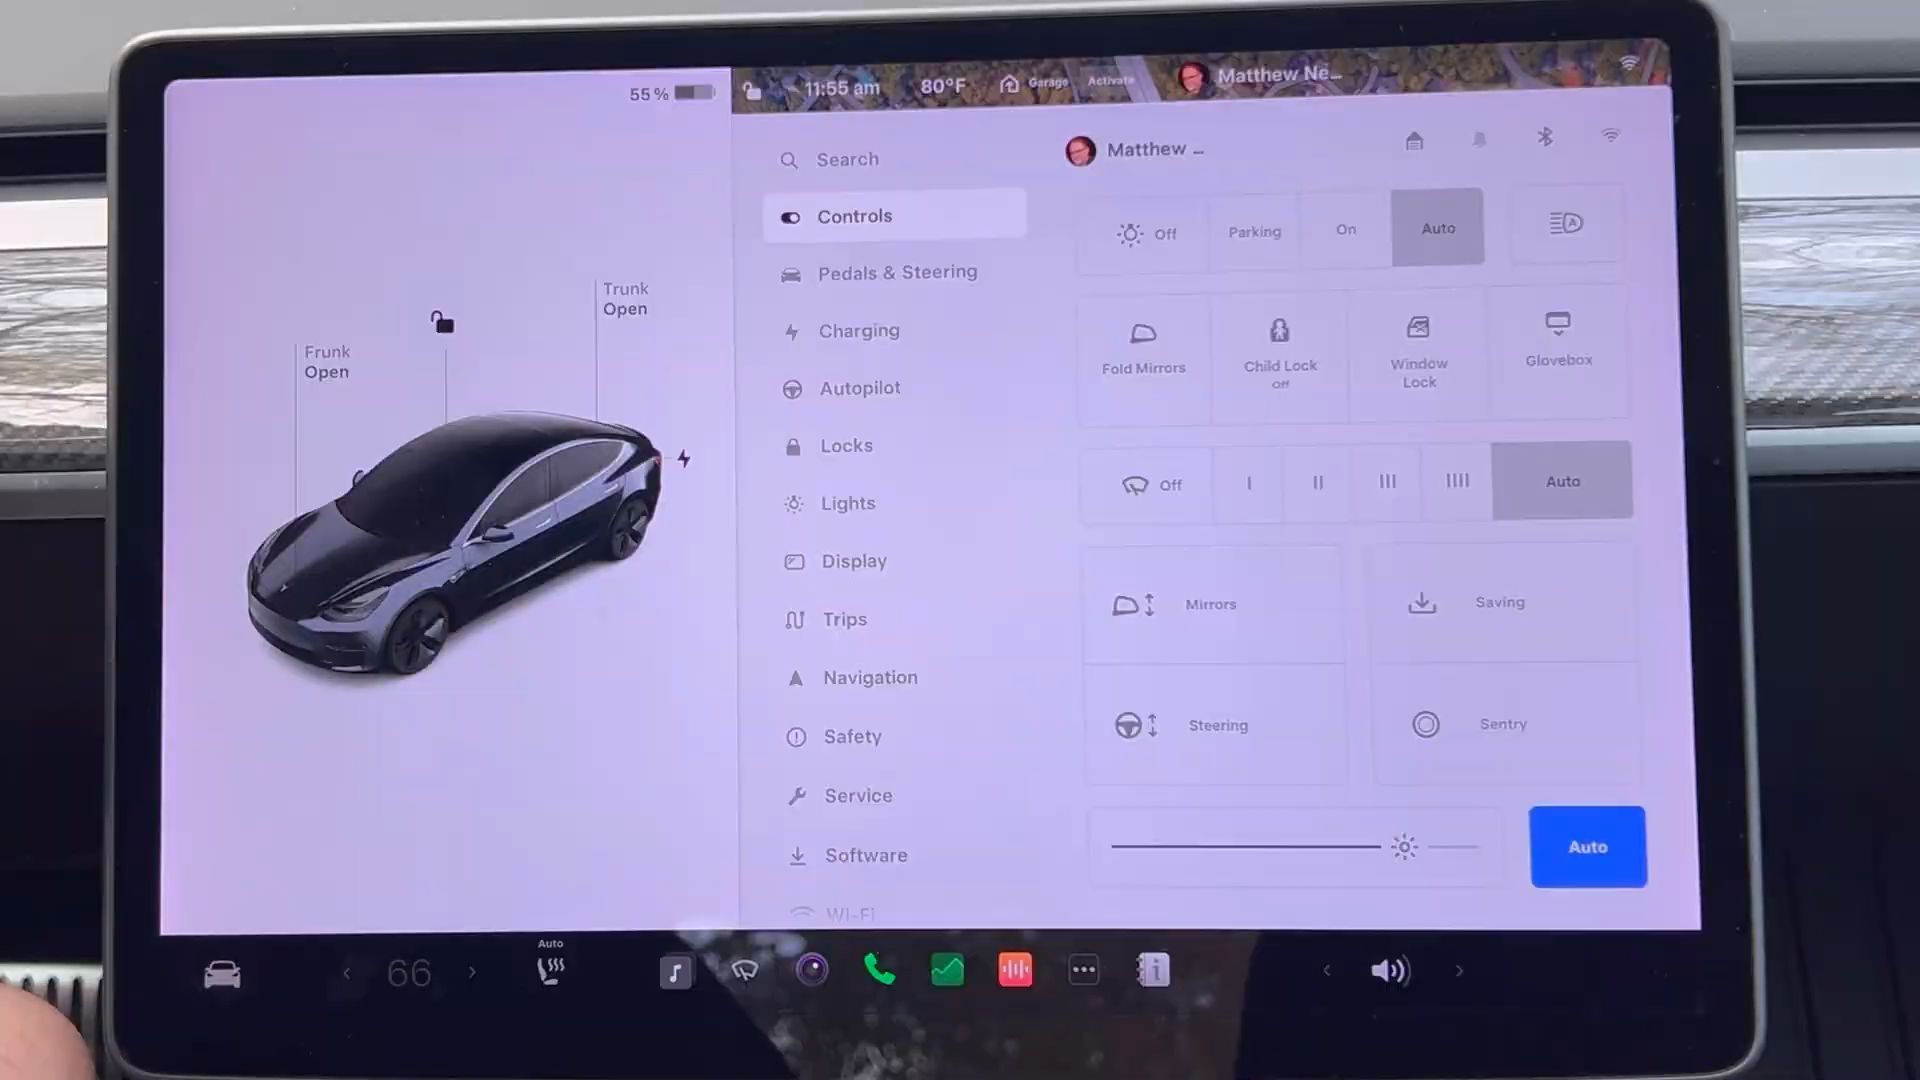 55 %
11:55 am
80°F
Garage
Activate
Matthew Ne...
Trunk
Open
Frunk
Open
Search
Controls
Pedals & Steering
Charging
Autopilot
Locks
Lights
Display
Trips
Navigation
Safety
Service
Software
Wi-Fi
Matthew ...
Off
Parking
On
Auto
Fold Mirrors
Child Lock
Off
Window
Lock
Glovebox
Off
I
II
III
IIII
Auto
Mirrors
Saving
Steering
Sentry
Auto
66
Auto